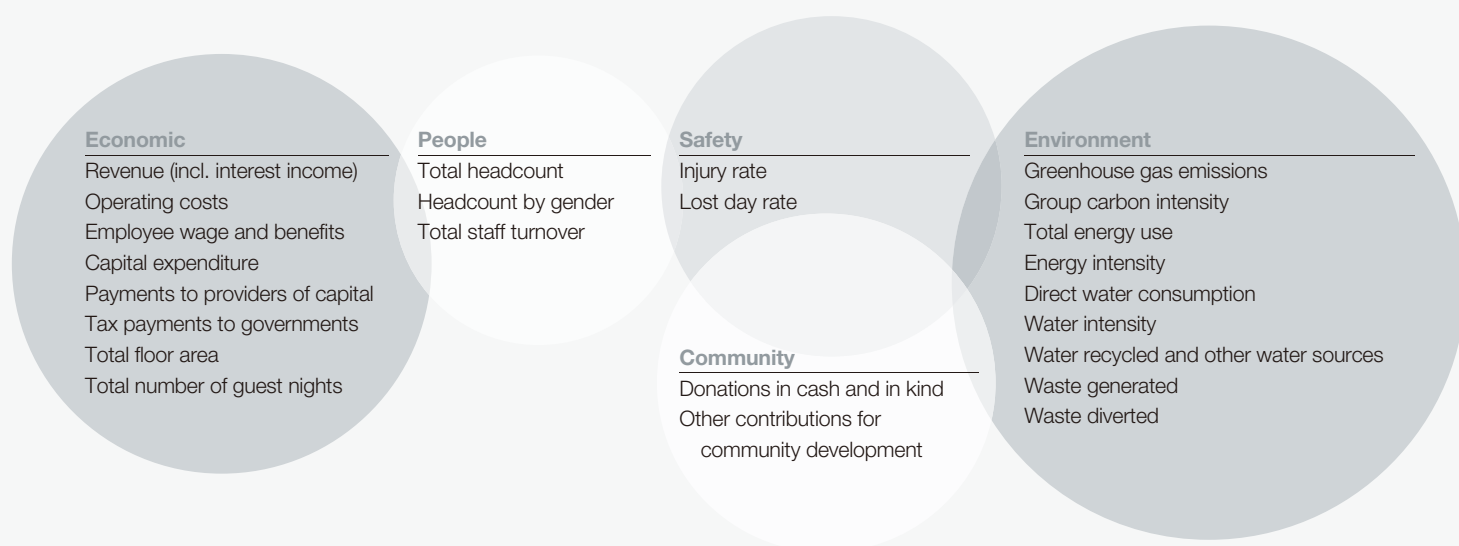 Economic
Revenue (incl. interest income)
Operating costs
Employee wage and benefits
Capital expenditure
Payments to providers of capital
Tax payments to governments
Total floor area
Total number of guest nights
People
Total headcount
Headcount by gender
Total staff turnover
Safety
Injury rate
Lost day rate
Community
Donations in cash and in kind
Other contributions for
community development
Environment
Greenhouse gas emissions
Group carbon intensity
Total energy use
Energy intensity
Direct water consumption
Water intensity
Water recycled and other water sources
Waste generated
Waste diverted